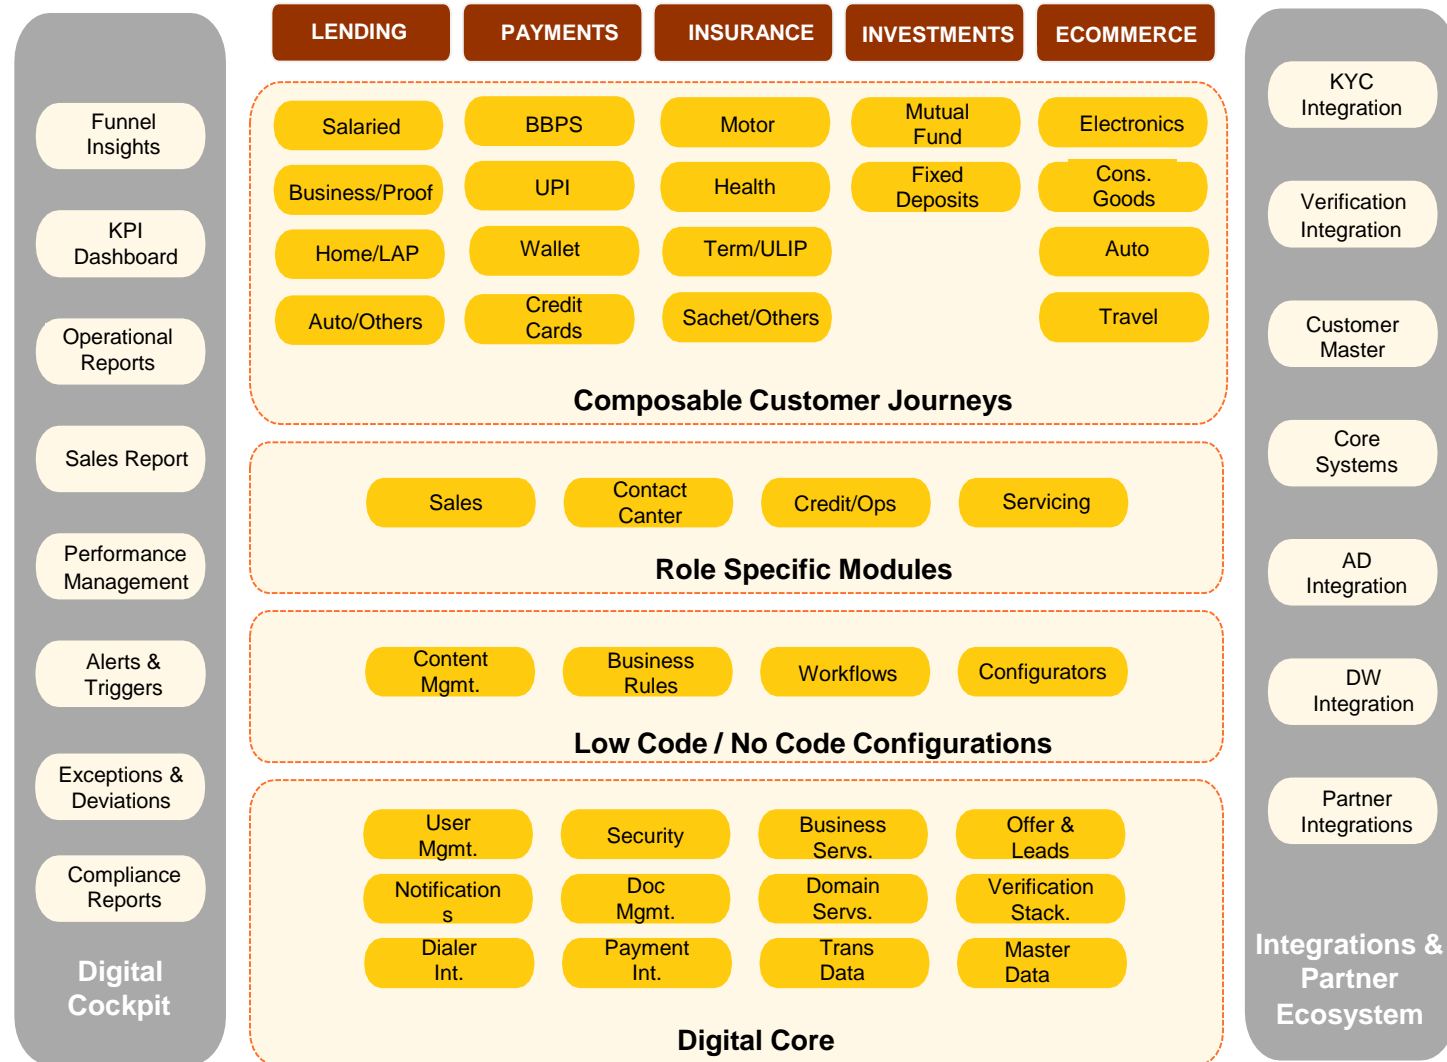 LENDING
PAYMENTS
INSURANCE
INVESTMENTS
ECOMMERCE
Funnel
Insights
KPI
Dashboard
Operational
Reports
Sales Report
Performance
Management
Alerts &
Triggers
Exceptions &
Deviations
Compliance
Reports
Digital
Cockpit
Salaried
BBPS
Motor
Mutual
Fund
Electronics
Business/Proof
UPI
Health
Fixed
Deposits
Cons.
Goods
Home/LAP
Wallet
Term/ULIP
Auto
Auto/Others
Credit
Cards
Sachet/Others
Travel
Composable Customer Journeys
Sales
Contact
Canter
Credit/Ops
Servicing
Role Specific Modules
Content
Mgmt.
Business
Rules
Workflows
Configurators
Low Code / No Code Configurations
User
Mgmt.
Security
Business
Servs.
Offer &
Leads
Notification
s
Doc
Mgmt.
Domain
Servs.
Verification
Stack.
Dialer
Int.
Payment
Int.
Trans
Data
Master
Data
Digital Core
KYC
Integration
Verification
Integration
Customer
Master
Core
Systems
AD
Integration
DW
Integration
Partner
Integrations
Integrations &
Partner
Ecosystem